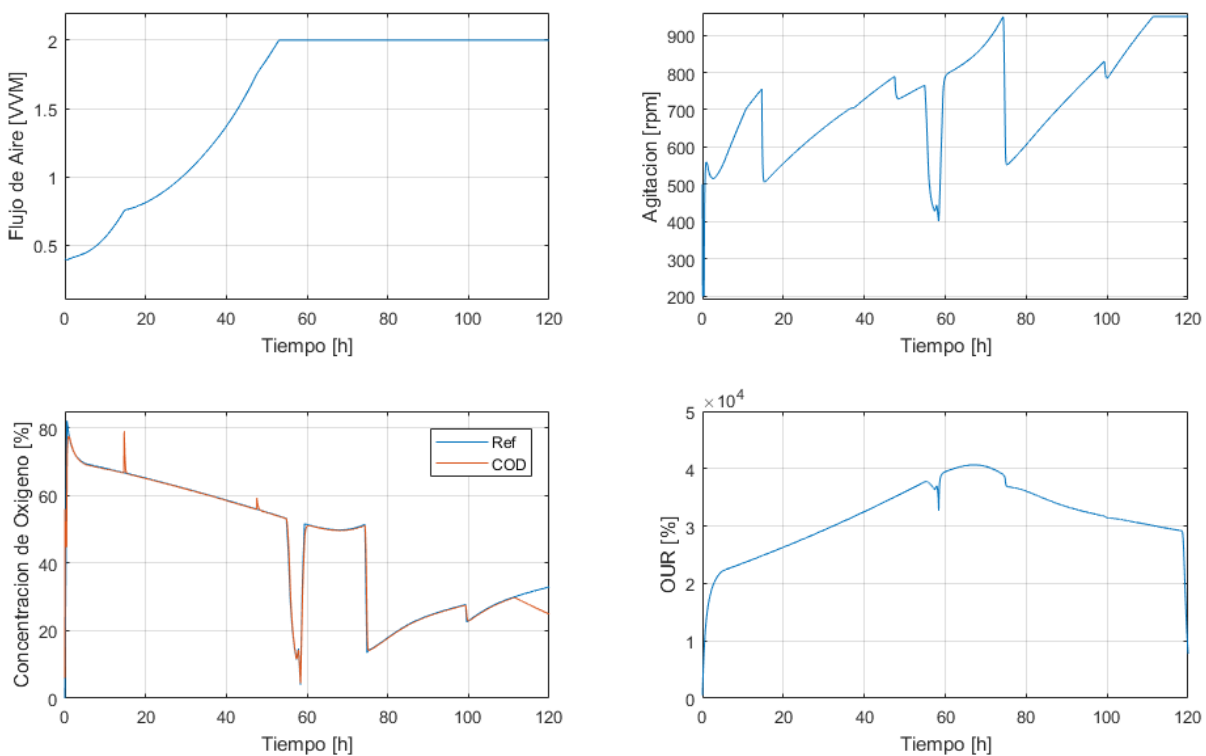 Flujo de Aire [VVM]
2
1.5
1
0.5
0 20 40 60 80 100 120
Tiempo [h]
Agitacion [rpm]
900
800
700
600
500
400
300
200
0 20 40 60 80 100 120
Tiempo [h]
Concentracion de Oxigeno [%]
80
60
40
20
0
Ref
COD
0 20 40 60 80 100 120
Tiempo [h]
OUR [%]
×10^4
5
4
3
2
1
0
0 20 40 60 80 100 120
Tiempo [h]